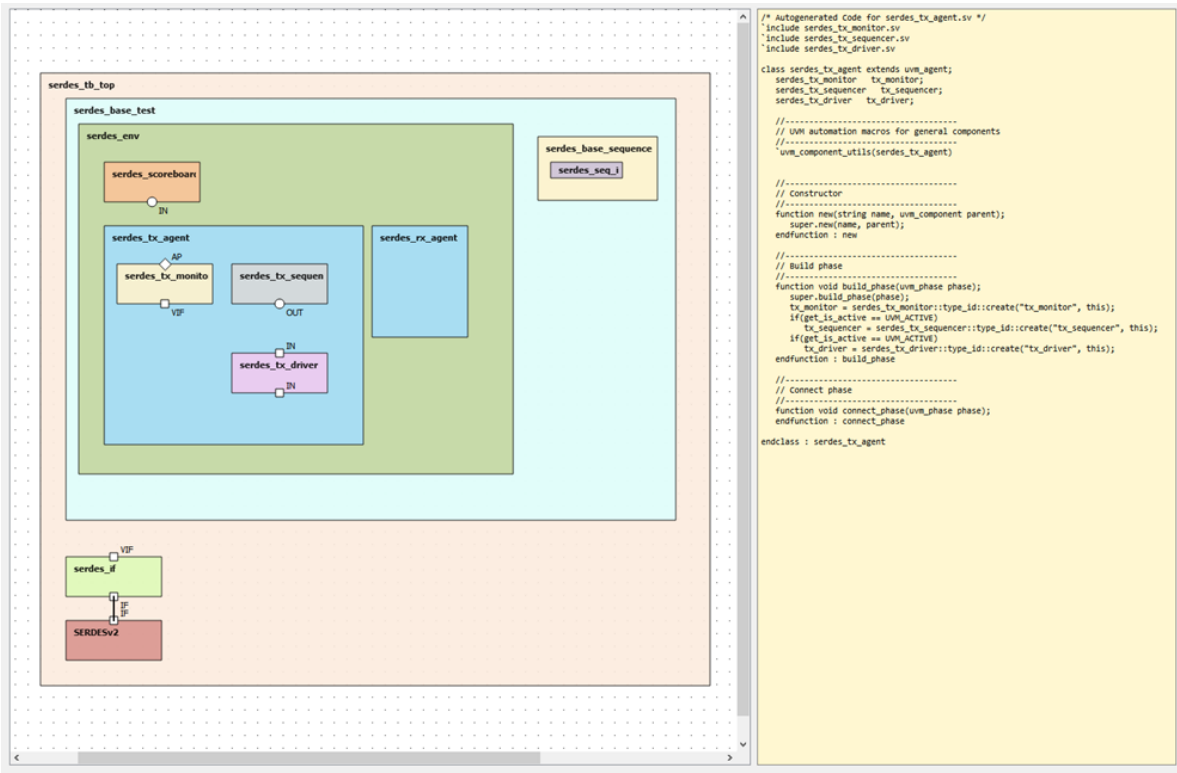 serdes_tb_top
serdes_base_test
serdes_env
serdes_base_sequence
serdes_seq_i
serdes_scoreboar
IN
serdes_tx_agent
serdes_rx_agent
AP
serdes_tx_monito
serdes_tx_sequen
VIF
OUT
IN
serdes_tx_driver
IN
VIF
serdes_if
IF
IF
SERDESv2
/* Autogenerated Code for serdes_tx_agent.sv */
`include serdes_tx_monitor.sv
`include serdes_tx_sequencer.sv
`include serdes_tx_driver.sv
class serdes_tx_agent extends uvm_agent;
serdes_tx_monitor tx_monitor;
serdes_tx_sequencer tx_sequencer;
serdes_tx_driver tx_driver;
//--------------------------------------
// UVM automation macros for general components
//--------------------------------------
`uvm_component_utils(serdes_tx_agent)
//--------------------------------------
// Constructor
//--------------------------------------
function new(string name, uvm_component parent);
super.new(name, parent);
endfunction : new
//--------------------------------------
// Build phase
//--------------------------------------
function void build_phase(uvm_phase phase);
super.build_phase(phase);
tx_monitor = serdes_tx_monitor::type_id::create("tx_monitor", this);
if(get_is_active == UVM_ACTIVE)
tx_sequencer = serdes_tx_sequencer::type_id::create("tx_sequencer", this);
if(get_is_active == UVM_ACTIVE)
tx_driver = serdes_tx_driver::type_id::create("tx_driver", this);
endfunction : build_phase
//--------------------------------------
// Connect phase
//--------------------------------------
function void connect_phase(uvm_phase phase);
endfunction : connect_phase
endclass : serdes_tx_agent